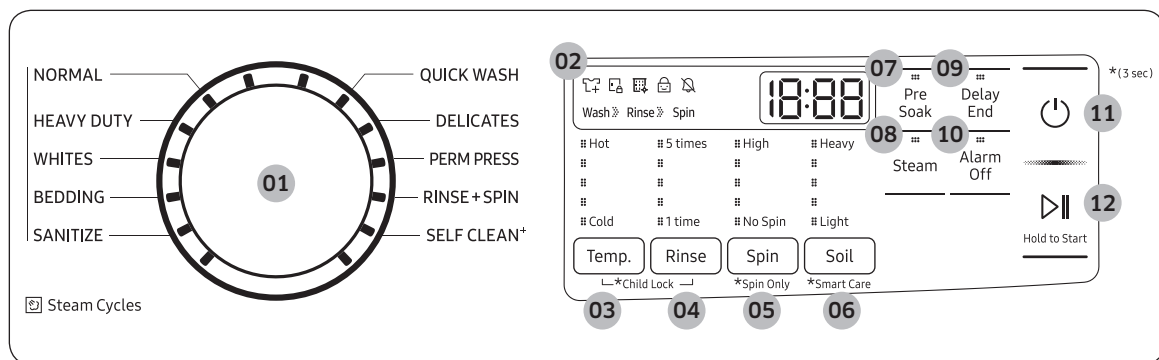 NORMAL
HEAVY DUTY
WHITES
BEDDING
SANITIZE
01
QUICK WASH
DELICATES
PERM PRESS
RINSE+SPIN
SELF CLEAN+
Steam Cycles
02
18:88
Wash Rinse Spin
Hot 5 times High Heavy
Cold 1 time No Spin Light
Temp. Rinse Spin Soil
*Child Lock *Spin Only *Smart Care
03 04 05 06
07 Pre Soak
09 Delay End
08 Steam
10 Alarm Off
*(3 sec)
11
12
Hold to Start